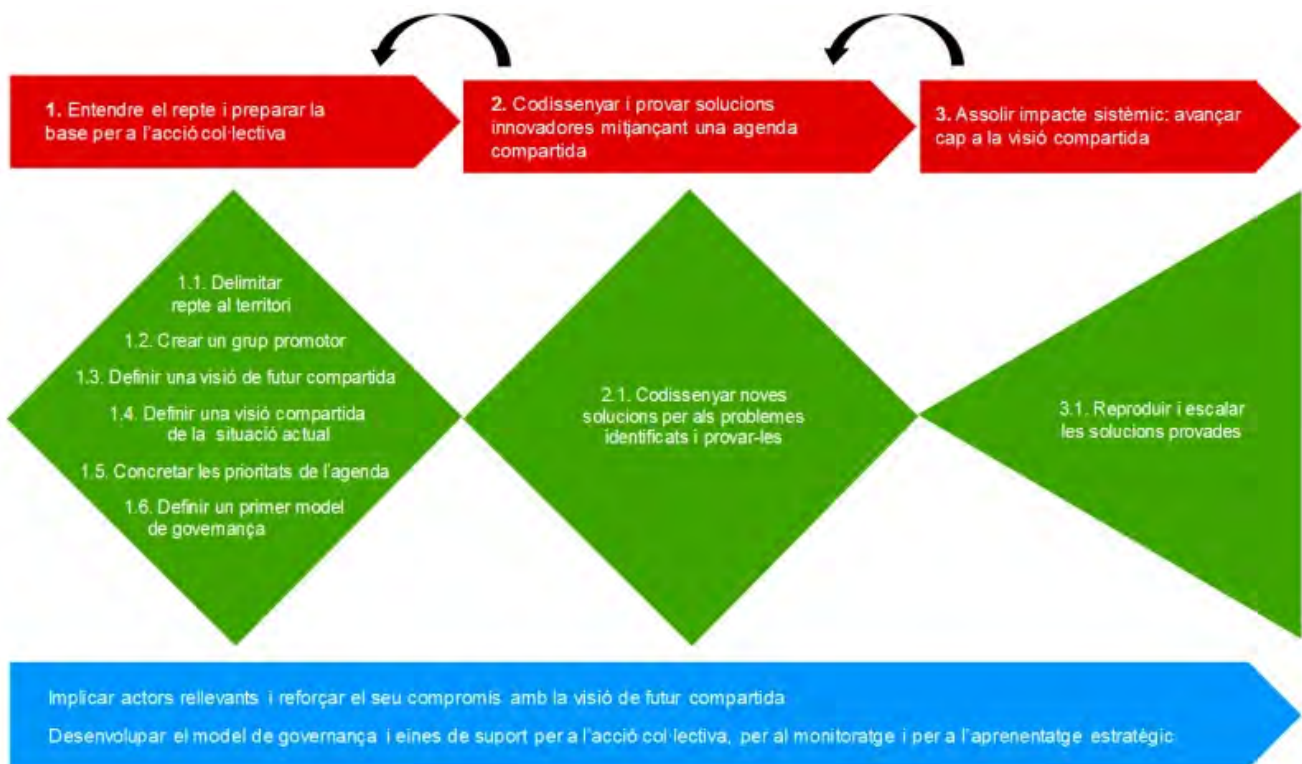 1. Entendre el repte i preparar la
base per a l'acció col·lectiva
2. Codissenyar i provar solucions
innovadores mitjançant una agenda
compartida
3. Assolir impacte sistèmic: avançar
cap a la visió compartida
1.1. Delimitar
repte al territori
1.2. Crear un grup promotor
1.3. Definir una visió de futur compartida
1.4. Definir una visió compartida
de la situació actual
1.5. Concretar les prioritats de l'agenda
1.6. Definir un primer model
de governança
2.1. Codissenyar noves
solucions per als problemes
identificats i provar-les
3.1. Reproduir i escalar
les solucions provades
Implicar actors rellevants i reforçar el seu compromís amb la visió de futur compartida
Desenvolupar el model de governança i eines de suport per a l'acció col·lectiva, per al monitoratge i per a l'aprenentatge estratègic